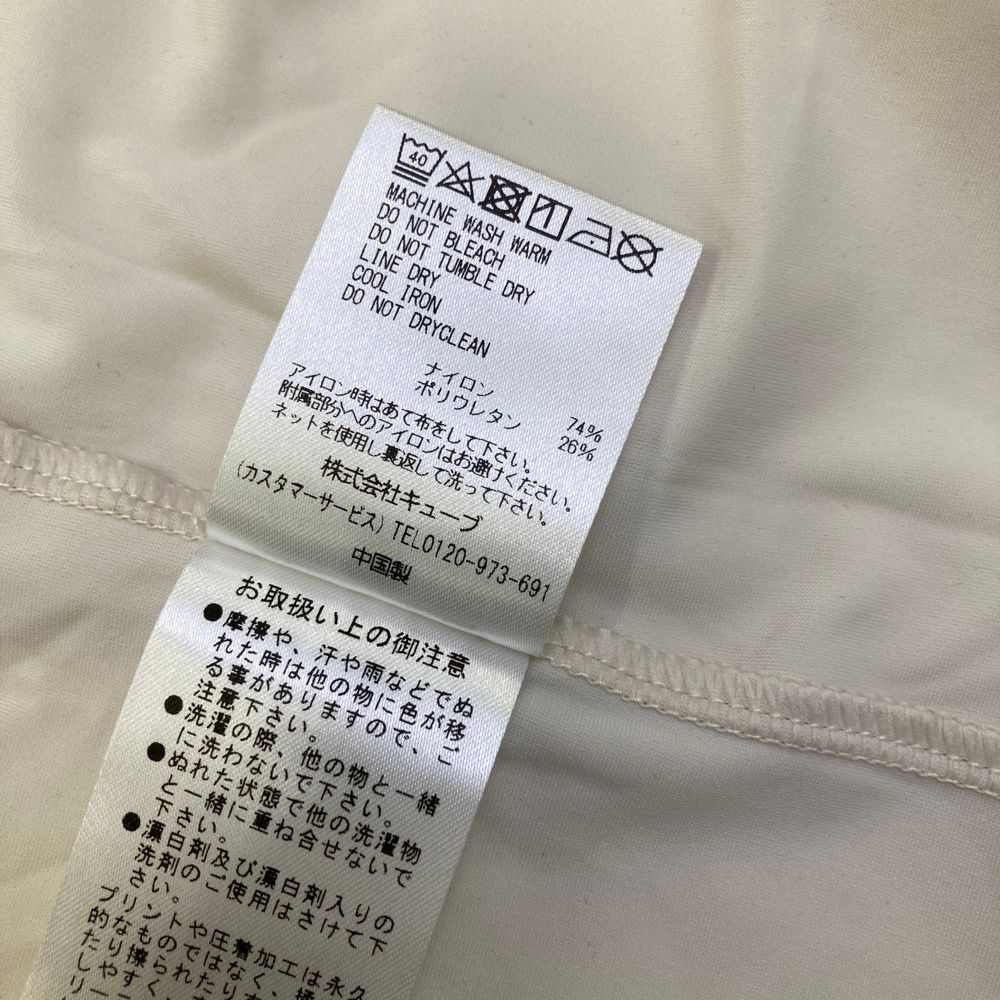 40
MACHINE WASH WARM
DO NOT BLEACH
DO NOT TUMBLE DRY
LINE DRY
COOL IRON
DO NOT DRYCLEAN
ナイロン 74%
ポリウレタン 26%
アイロン時はあて布をして下さい。
附属部分へのアイロンはお避けください。
ネットを使用し裏返して洗って下さい。
株式会社キューブ
(カスタマーサービス)TEL0120-973-691
中国製
お取扱い上の御注意
●摩擦や、汗や雨などでぬ
れた時は他の物に色が移
る事がありますので、ご
注意下さい。
●洗濯の際、他の物と一緒
に洗わないで下さい。
●ぬれた状態で他の洗濯物
と一緒に重ね合せないで
下さい。
●漂白剤及び漂白剤入りの
洗剤のご使用はさけて下
さい。
プリントや圧着加工は永久
的なものではなく、
たり擦られたり
しやすく、